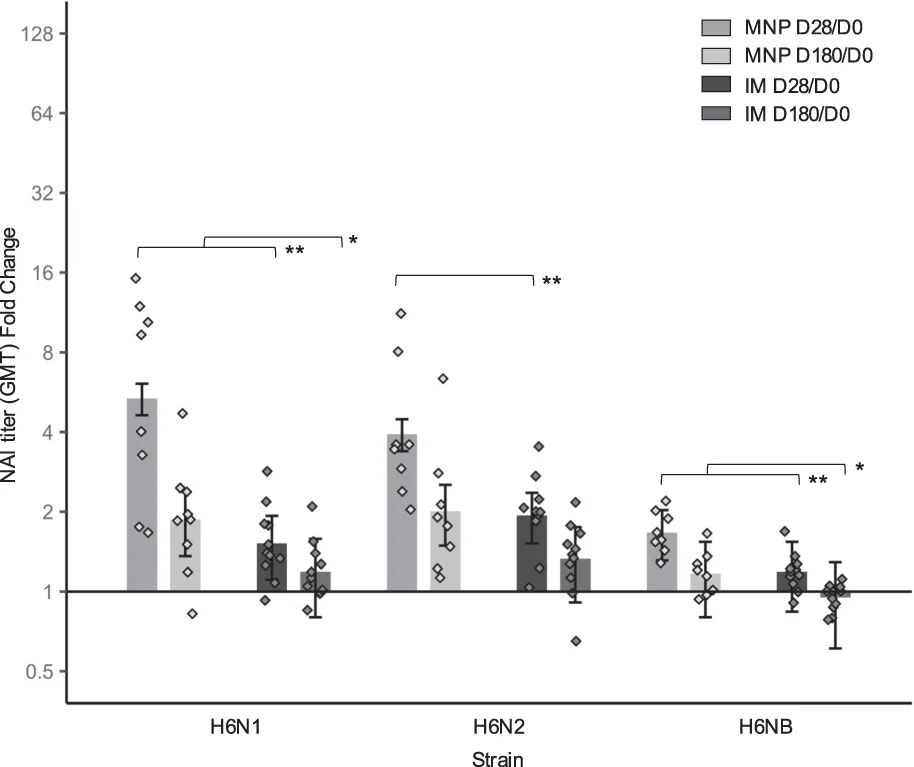 MNP D28/D0
MNP D180/D0
IM D28/D0
IM D180/D0
NAI titer (GMT) Fold Change
128
64
32
16
8
4
2
1
0.5
** *
**
** *
H6N1 H6N2 H6NB
Strain